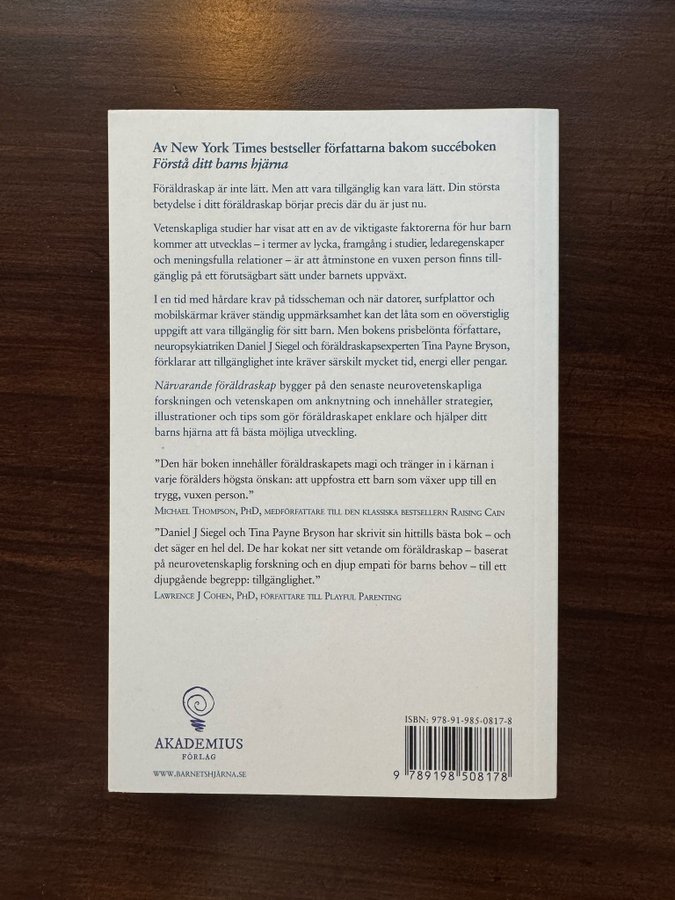 Av New York Times bestseller författarna bakom succéboken
Förstå ditt barns hjärna
Föräldraskap är inte lätt. Men att vara tillgänglig kan vara lätt. Din största
betydelse i ditt föräldraskap börjar precis där du är just nu.
Vetenskapliga studier har visat att en av de viktigaste faktorerna för hur barn
kommer att utvecklas – i termer av lycka, framgång i studier, ledaregenskaper
och meningsfulla relationer – är att åtminstone en vuxen person finns till-
gänglig på ett förutsägbart sätt under barnets uppväxt.
I en tid med hårdare krav på tidsscheman och när datorer, surfplattor och
mobilskärmar kräver ständig uppmärksamhet kan det låta som en oöverstiglig
uppgift att vara tillgänglig för sitt barn. Men bokens prisbelönta författare,
neuropsykiatriken Daniel J Siegel och föräldraskapsexperten Tina Payne Bryson,
förklarar att tillgänglighet inte kräver särskilt mycket tid, energi eller pengar.
Närvarande föräldraskap bygger på den senaste neurovetenskapliga
forskningen och vetenskapen om anknytning och innehåller strategier,
illustrationer och tips som gör föräldraskapet enklare och hjälper ditt
barns hjärna att få bästa möjliga utveckling.
”Den här boken innehåller föräldraskapets magi och tränger in i kärnan i
varje förälders högsta önskan: att uppfostra ett barn som växer upp till en
trygg, vuxen person.”
Michael Thompson, PhD, medförfattare till den klassiska bestsellern Raising Cain
”Daniel J Siegel och Tina Payne Bryson har skrivit sin hittills bästa bok – och
det säger en hel del. De har kokat ner sitt vetande om föräldraskap – baserat
på neurovetenskaplig forskning och en djup empati för barns behov – till ett
djupgående begrepp: tillgänglighet.”
Lawrence J Cohen, PhD, författare till Playful Parenting
AKADEMIUS
FÖRLAG
www.barnetshjärna.se
ISBN: 978-91-985-0817-8
9 789198 508178